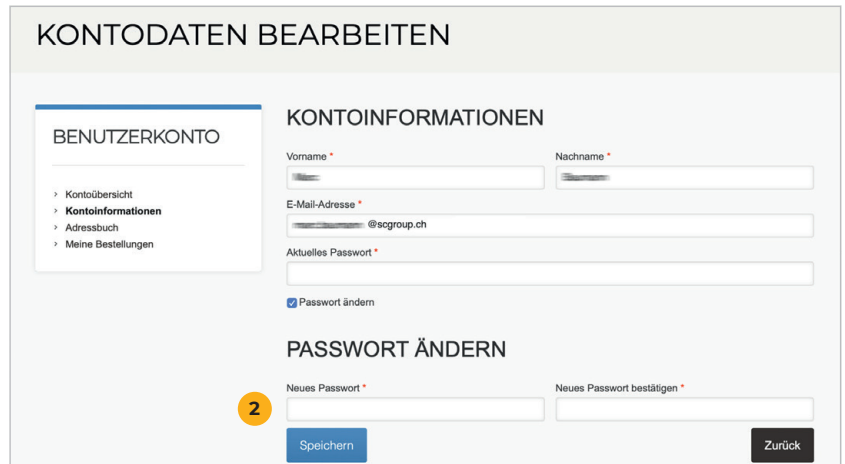 KONTODATEN BEARBEITEN
BENUTZERKONTO
› Kontoübersicht
› Kontoinformationen
› Adressbuch
› Meine Bestellungen
KONTOINFORMATIONEN
Vorname * Nachname *
E-Mail-Adresse *
@scgroup.ch
Aktuelles Passwort *
Passwort ändern
PASSWORT ÄNDERN
Neues Passwort * Neues Passwort bestätigen *
2
Speichern Zurück